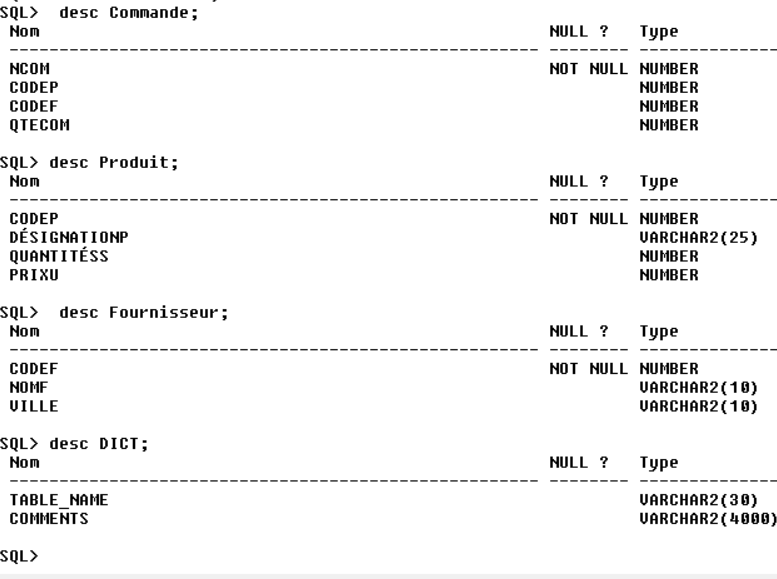 SQL>  desc Commande;
 Nom                                                   NULL ?   Type
 ----------------------------------------------------- -------- --------------
 NCOM                                                  NOT NULL NUMBER
 CODEP                                                          NUMBER
 CODEF                                                          NUMBER
 QTECOM                                                         NUMBER
SQL> desc Produit;
 Nom                                                   NULL ?   Type
 ----------------------------------------------------- -------- --------------
 CODEP                                                 NOT NULL NUMBER
 DÉSIGNATIONP                                                   VARCHAR2(25)
 QUANTITÉSS                                                     NUMBER
 PRIXU                                                          NUMBER
SQL>  desc Fournisseur;
 Nom                                                   NULL ?   Type
 ----------------------------------------------------- -------- --------------
 CODEF                                                 NOT NULL NUMBER
 NOMF                                                           VARCHAR2(10)
 VILLE                                                          VARCHAR2(10)
SQL> desc DICT;
 Nom                                                   NULL ?   Type
 ----------------------------------------------------- -------- --------------
 TABLE_NAME                                                     VARCHAR2(30)
 COMMENTS                                                       VARCHAR2(4000)
SQL>